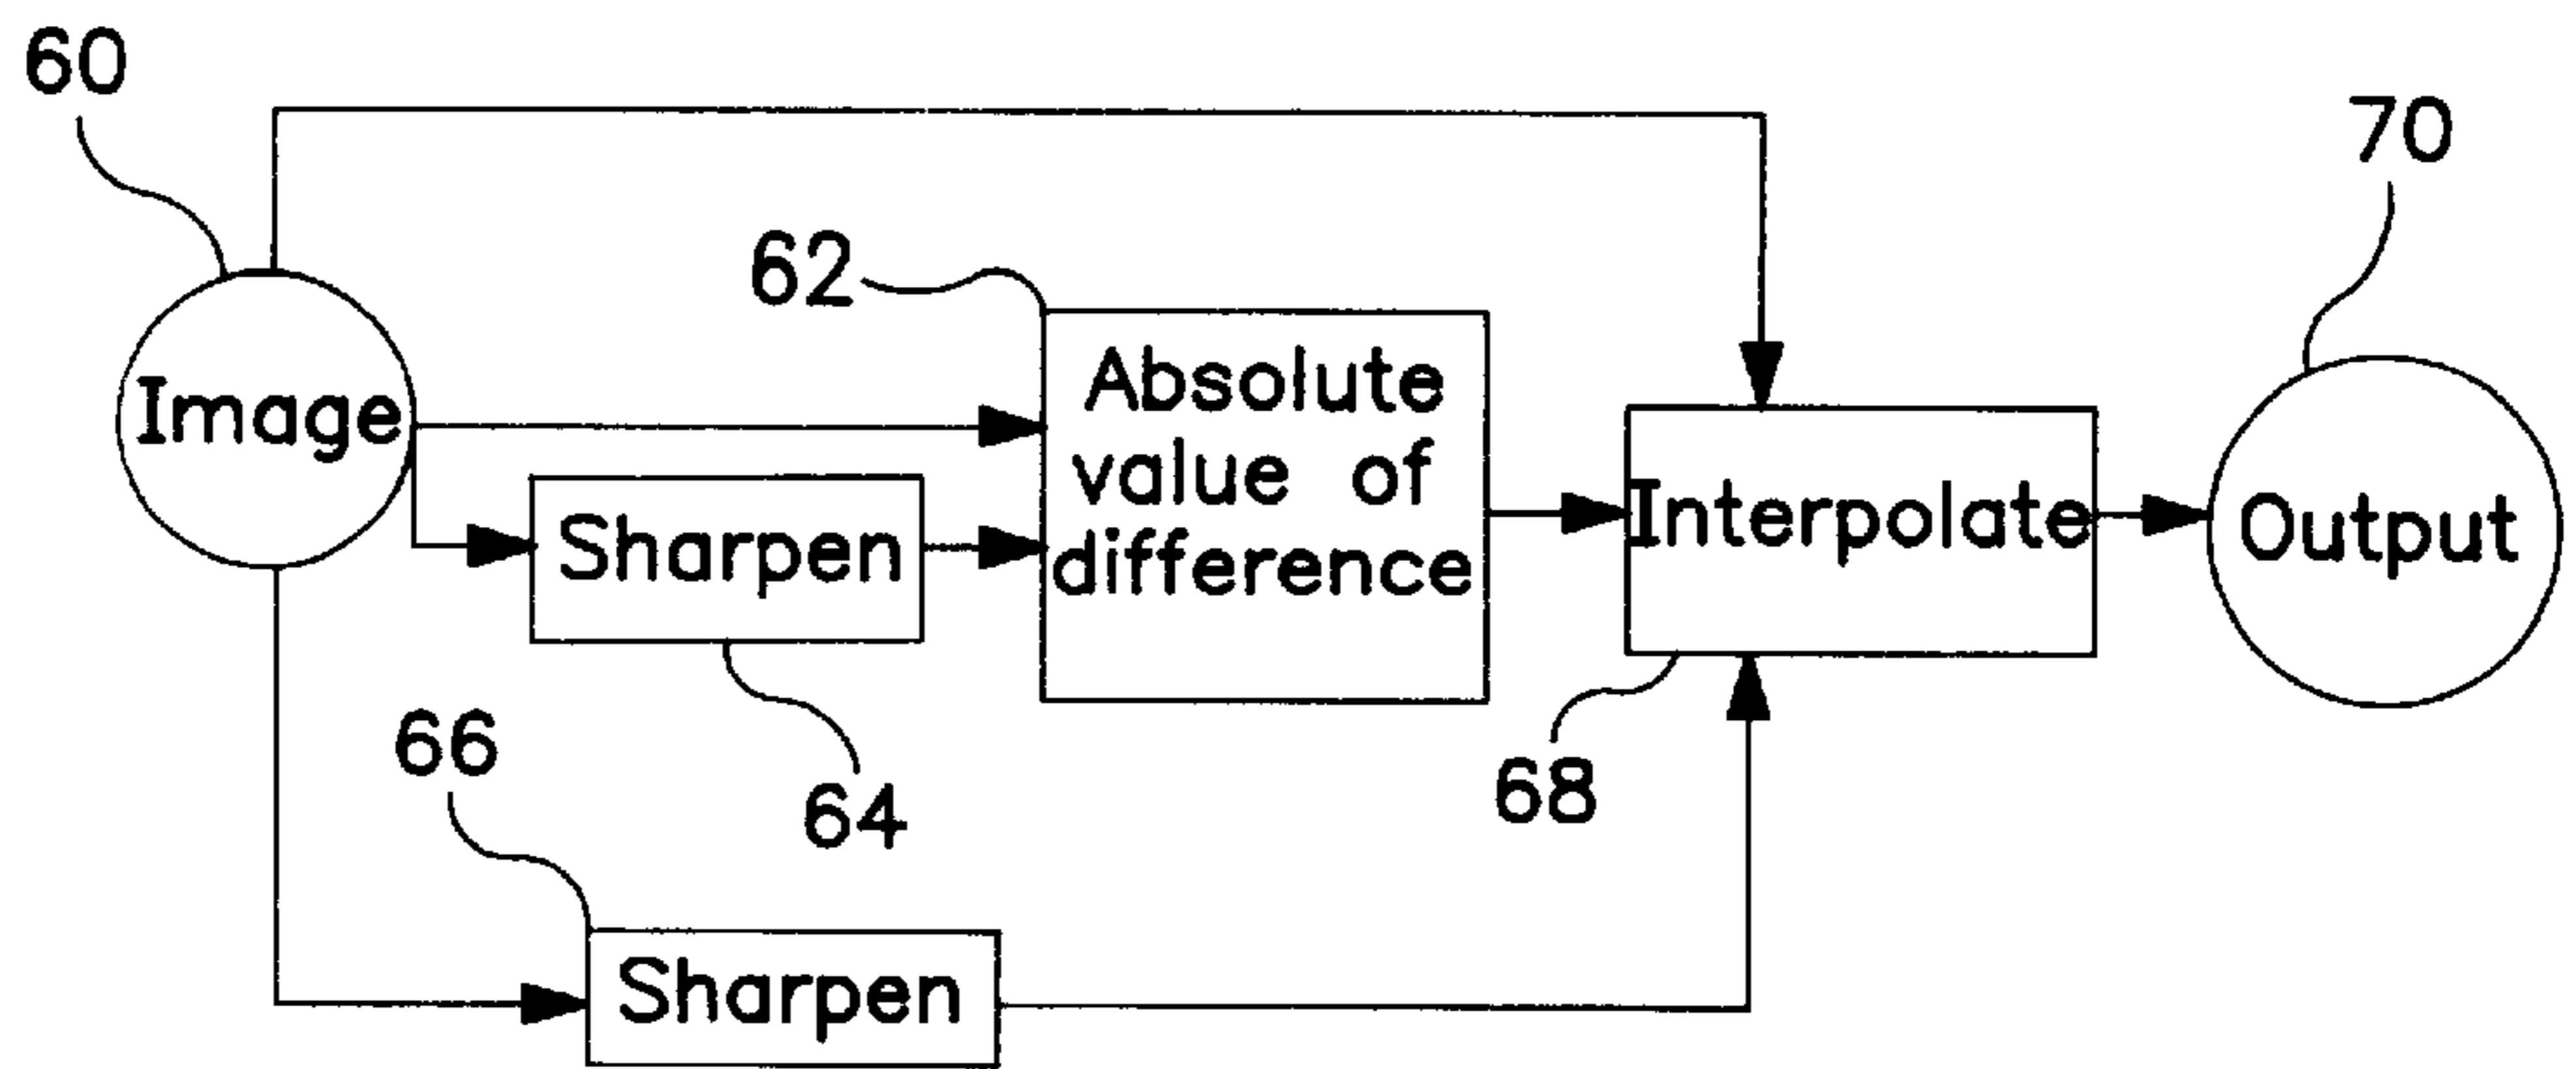 60
70
62
Image
Absolute
value of
difference
Sharpen
Interpolate
Output
66
64
68
Sharpen